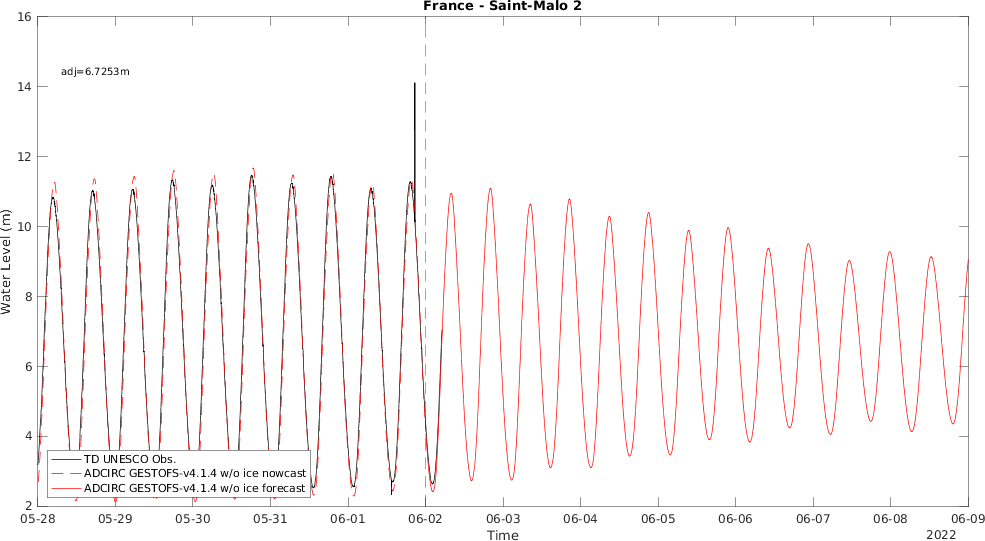 France - Saint-Malo 2
16
14
12
10
8
6
4
2
Water Level (m)
adj=6.7253m
TD UNESCO Obs.
ADCIRC GESTOFS-v4.1.4 w/o ice nowcast
ADCIRC GESTOFS-v4.1.4 w/o ice forecast
05-28 05-29 05-30 05-31 06-01 06-02 06-03 06-04 06-05 06-06 06-07 06-08 06-09
Time
2022